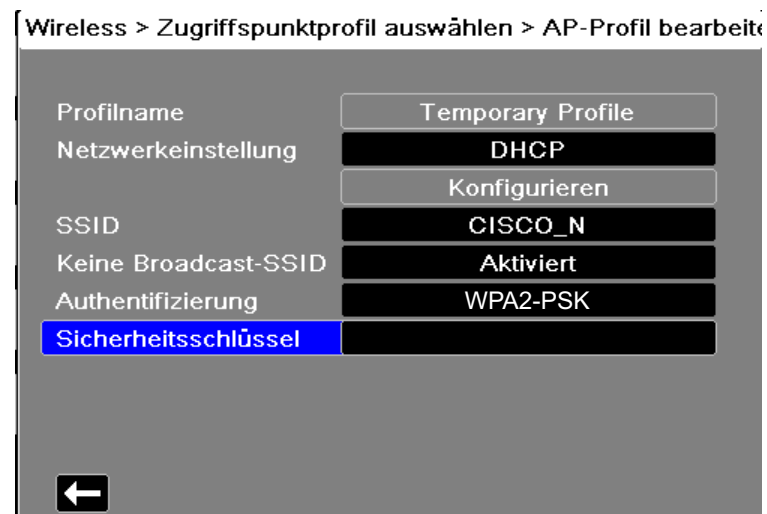 Wireless > Zugriffspunktprofil auswählen > AP-Profil bearbeite
Profilname Temporary Profile
Netzwerkeinstellung DHCP
Konfigurieren
SSID CISCO_N
Keine Broadcast-SSID Aktiviert
Authentifizierung WPA2-PSK
Sicherheitsschlüssel